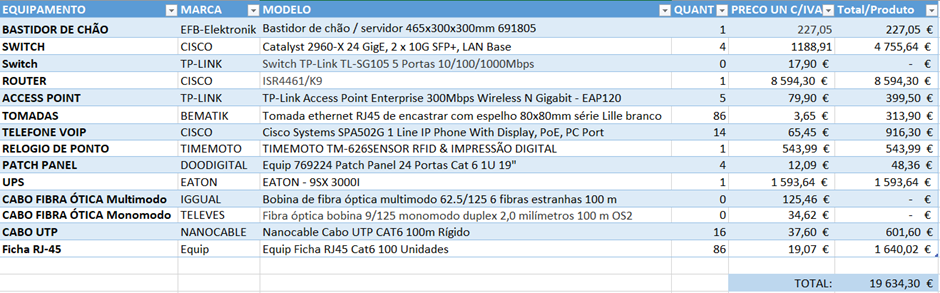 EQUIPAMENTO MARCA MODELO QUANT PRECO UN C/IVA Total/Produto
BASTIDOR DE CHÃO EFB-Elektronik Bastidor de chão / servidor 465x300x300mm 691805 1 227,05 227,05 €
SWITCH CISCO Catalyst 2960-X 24 GigE, 2 x 10G SFP+, LAN Base 4 1188,91 4 755,64 €
Switch TP-LINK Switch TP-Link TL-SG105 5 Portas 10/100/1000Mbps 0 17,90 € - €
ROUTER CISCO ISR4461/K9 1 8 594,30 € 8 594,30 €
ACCESS POINT TP-LINK TP-Link Access Point Enterprise 300Mbps Wireless N Gigabit - EAP120 5 79,90 € 399,50 €
TOMADAS BEMATIK Tomada ethernet RJ45 de encastrar com espelho 80x80mm série Lille branco 86 3,65 € 313,90 €
TELEFONE VOIP CISCO Cisco Systems SPA502G 1 Line IP Phone With Display, PoE, PC Port 14 65,45 € 916,30 €
RELOGIO DE PONTO TIMEMOTO TIMEMOTO TM-626SENSOR RFID & IMPRESSÃO DIGITAL 1 543,99 € 543,99 €
PATCH PANEL DOODIGITAL Equip 769224 Patch Panel 24 Portas Cat 6 1U 19" 4 12,09 € 48,36 €
UPS EATON EATON - 9SX 3000I 1 1 593,64 € 1 593,64 €
CABO FIBRA ÓTICA Multimodo IGGUAL Bobina de fibra óptica multimodo 62.5/125 6 fibras estranhas 100 m 0 125,46 € - €
CABO FIBRA ÓTICA Monomodo TELEVES Fibra óptica bobina 9/125 monomodo duplex 2,0 milímetros 100 m OS2 0 34,62 € - €
CABO UTP NANOCABLE Nanocable Cabo UTP CAT6 100m Rígido 16 37,60 € 601,60 €
Ficha RJ-45 Equip Equip Ficha RJ45 Cat6 100 Unidades 86 19,07 € 1 640,02 €
TOTAL: 19 634,30 €